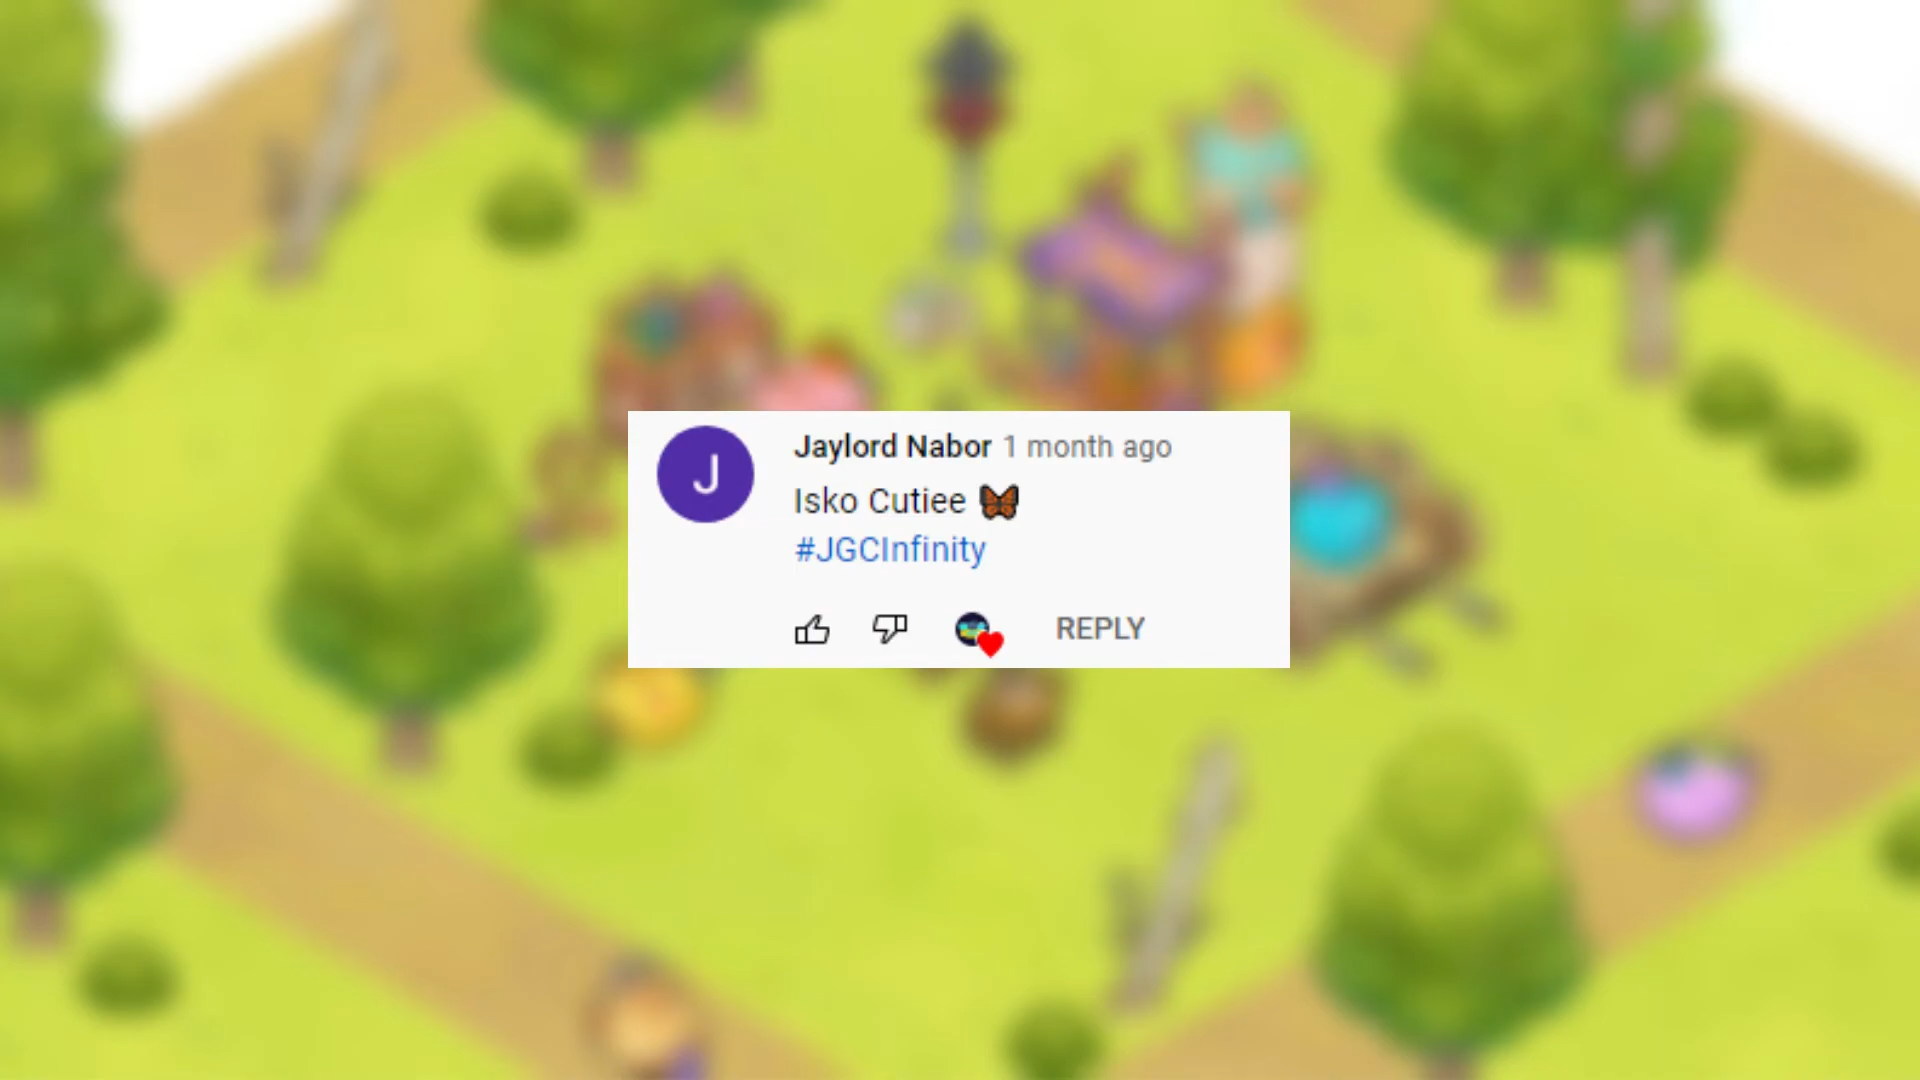 J
Jaylord Nabor 1 month ago
Isko Cutiee 🦋
#JGCInfinity
REPLY